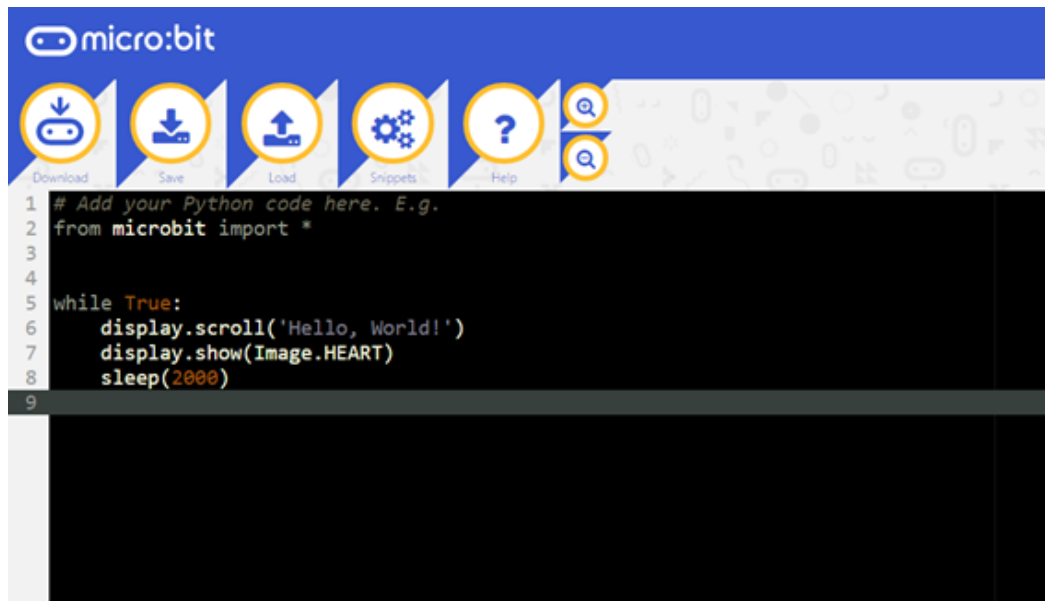 micro:bit
Download Save Load Snippets Help
1 # Add your Python code here. E.g.
2 from microbit import *
3
4
5 while True:
6     display.scroll('Hello, World!')
7     display.show(Image.HEART)
8     sleep(2000)
9